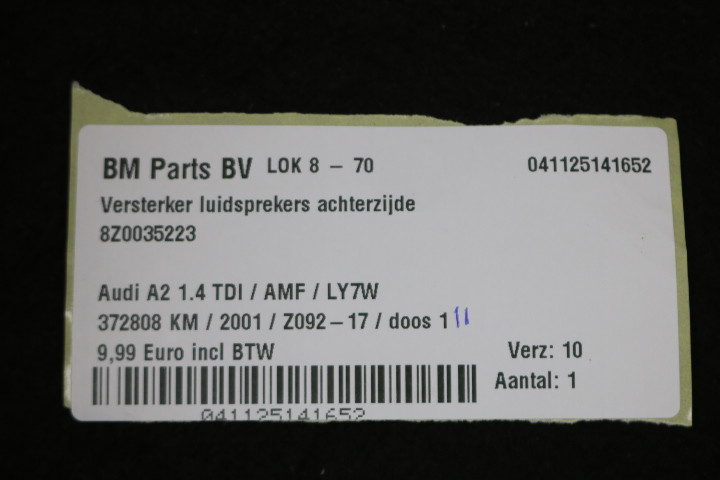 BM Parts BV LOK 8 - 70 041125141652
Versterker luidsprekers achterzijde
8Z0035223
Audi A2 1.4 TDI / AMF / LY7W
372808 KM / 2001 / Z092-17 / doos 1 11
9,99 Euro incl BTW Verz: 10
Aantal: 1
041125141652